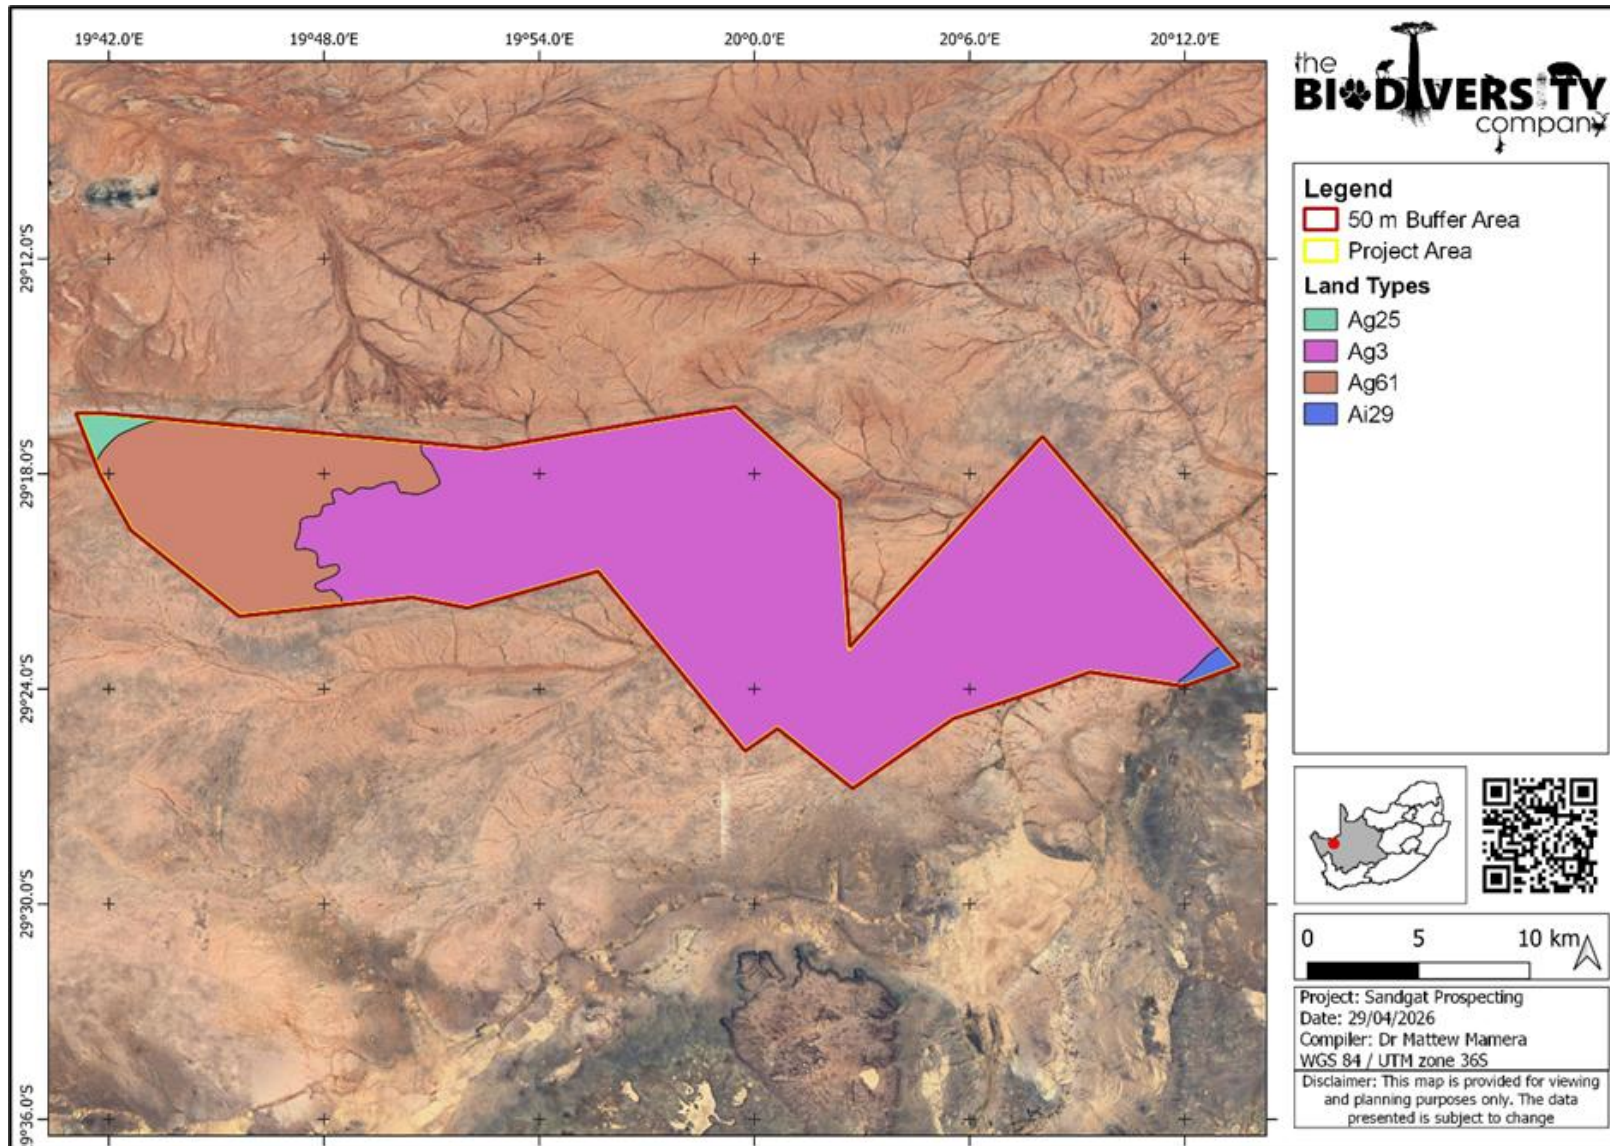 19°42.0'E 19°48.0'E 19°54.0'E 20°0.0'E 20°6.0'E 20°12.0'E
29°12.0'S
29°18.0'S
29°24.0'S
29°30.0'S
9°36.0'S
the
BIODIVERSITY
company
Legend
50 m Buffer Area
Project Area
Land Types
Ag25
Ag3
Ag61
Ai29
0 5 10 km
Project: Sandgat Prospecting
Date: 29/04/2026
Compiler: Dr Mattew Mamera
WGS 84 / UTM zone 36S
Disclaimer: This map is provided for viewing
and planning purposes only. The data
presented is subject to change